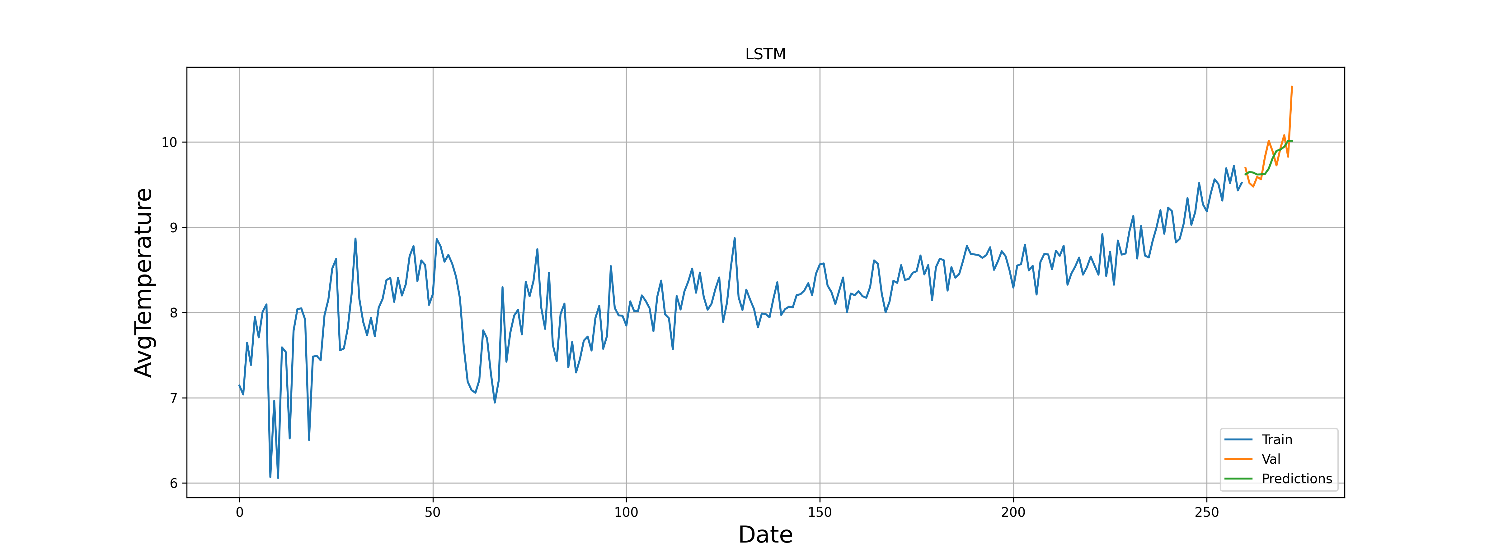 LSTM
AvgTemperature
10
9
8
7
6
0 50 100 150 200 250
Date
Train
Val
Predictions